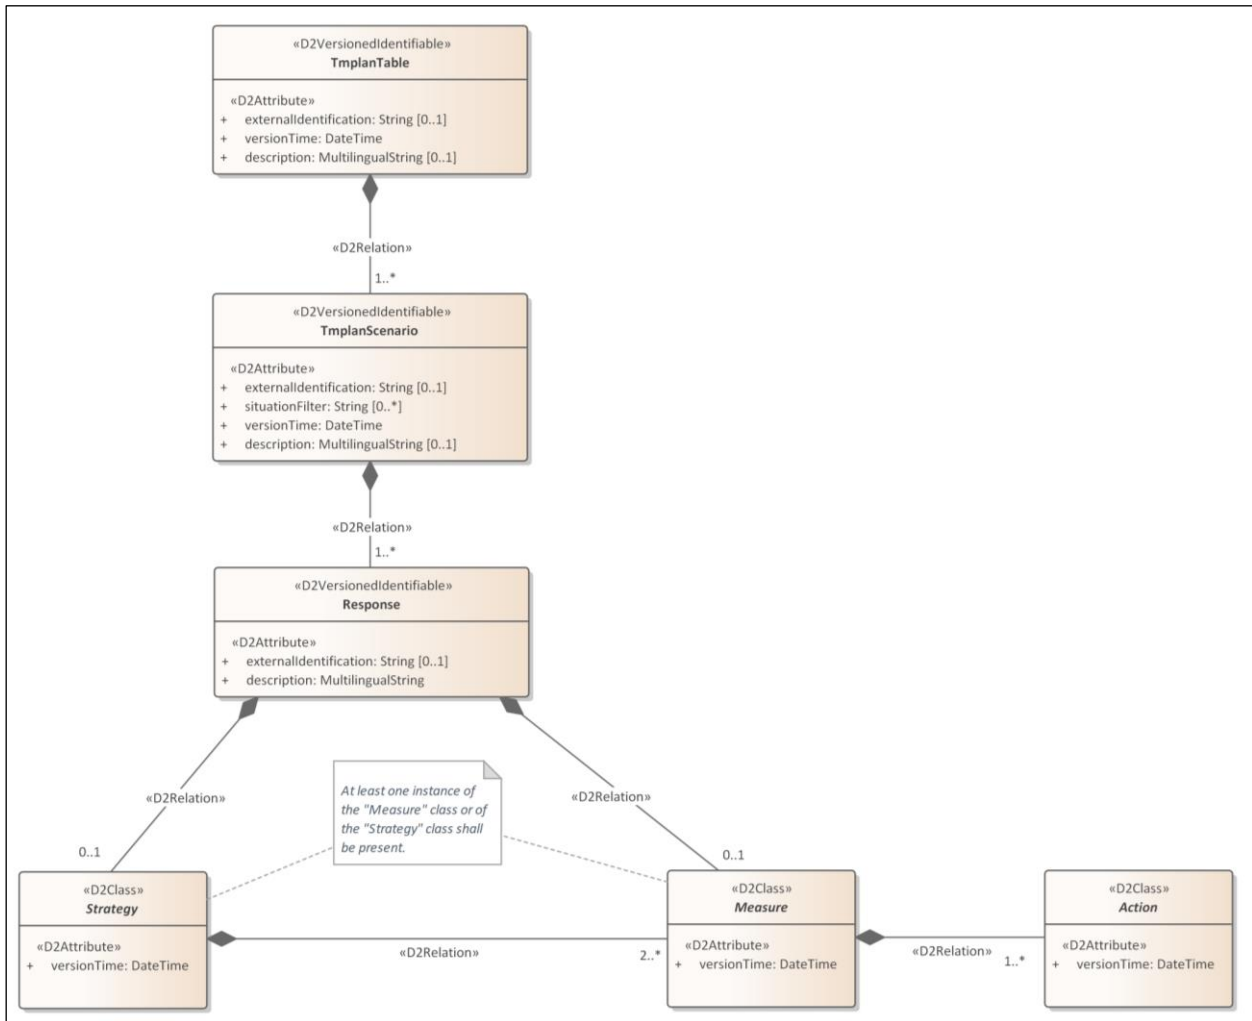 «D2VersionedIdentifiable»
TmplanTable
«D2Attribute»
+ externalIdentification: String [0..1]
+ versionTime: DateTime
+ description: MultilingualString [0..1]
«D2Relation»
1..*
«D2VersionedIdentifiable»
TmplanScenario
«D2Attribute»
+ externalIdentification: String [0..1]
+ situationFilter: String [0..*]
+ versionTime: DateTime
+ description: MultilingualString [0..1]
«D2Relation»
1..*
«D2VersionedIdentifiable»
Response
«D2Attribute»
+ externalIdentification: String [0..1]
+ description: MultilingualString
«D2Relation»
0..1
At least one instance of
the "Measure" class or of
the "Strategy" class shall
be present.
«D2Relation»
0..1
«D2Class»
Strategy
«D2Attribute»
+ versionTime: DateTime
«D2Relation»
2..*
«D2Class»
Measure
«D2Attribute»
+ versionTime: DateTime
«D2Relation»
1..*
«D2Class»
Action
«D2Attribute»
+ versionTime: DateTime